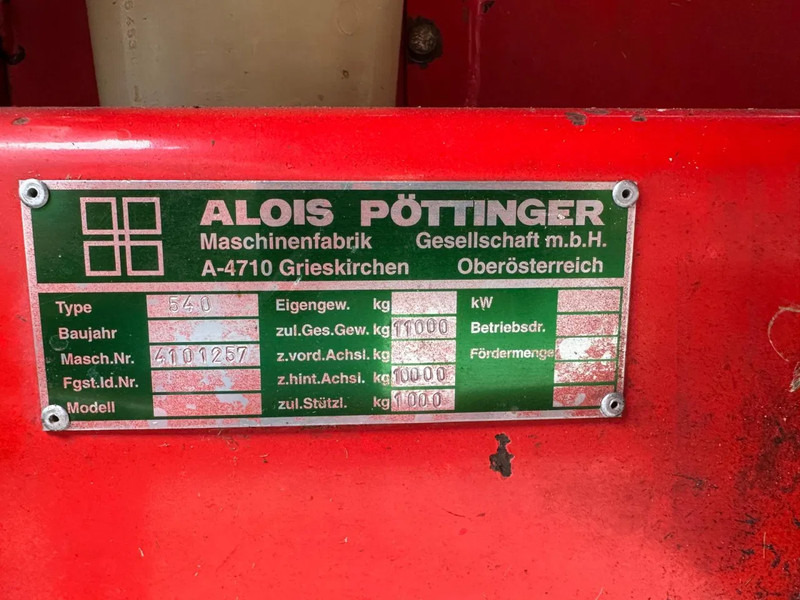 ALOIS PÖTTINGER
Maschinenfabrik Gesellschaft m.b.H.
A-4710 Grieskirchen Oberösterreich
Type 540 Eigengew. kg kW
Baujahr zul.Ges.Gew. kg 11000 Betriebsdr.
Masch.Nr. 4101257 z.vord.Achsl. kg Fördermenge
Fgst.Id.Nr. z.hint.Achsl. kg 10000
Modell zul.Stützl. kg 1000